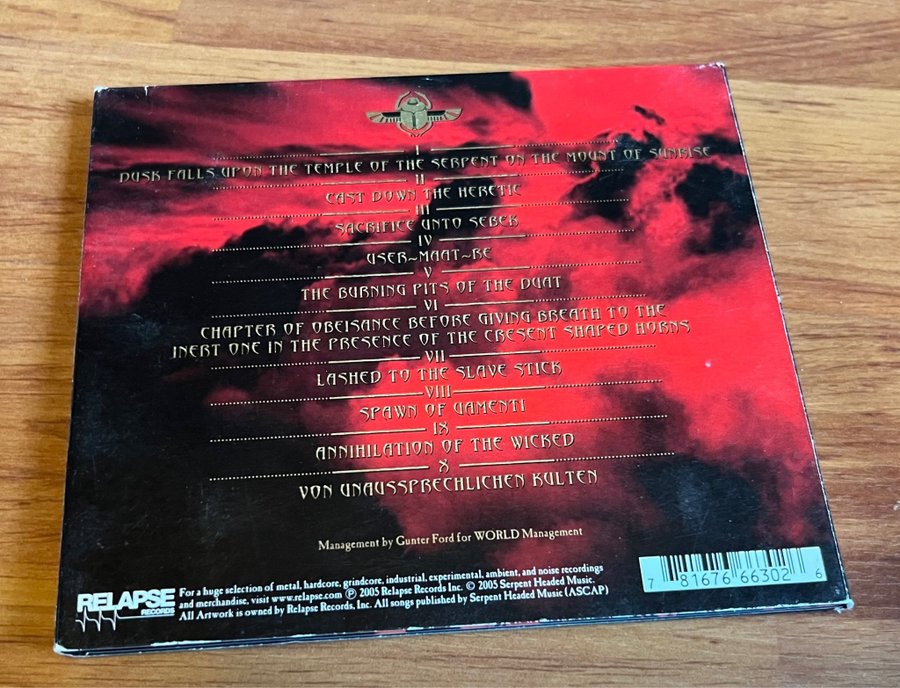 I
DUSK FALLS UPON THE TEMPLE OF THE SERPENT ON THE MOUNT OF SUNRISE
II
CAST DOWN THE HERETIC
III
SACRIFICE UNTO SEBEK
IV
USER~MAAT~RE
V
THE BURNING PITS OF THE DUAT
VI
CHAPTER OF OBEISANCE BEFORE GIVING BREATH TO THE
INERT ONE IN THE PRESENCE OF THE CRESENT SHAPED HORNS
VII
LASHED TO THE SLAVE STICK
VIII
SPAWN OF UAMENTI
IX
ANNIHILATION OF THE WICKED
X
VON UNAUSSPRECHLICHEN KULTEN
Management by Gunter Ford for WORLD Management
RELAPSE
RECORDS
For a huge selection of metal, hardcore, grindcore, industrial, experimental, ambient, and noise recordings
and merchandise, visit www.relapse.com ℗ 2005 Relapse Records Inc. © 2005 Serpent Headed Music.
All Artwork is owned by Relapse Records, Inc. All songs published by Serpent Headed Music (ASCAP)
7 81676 66302 6